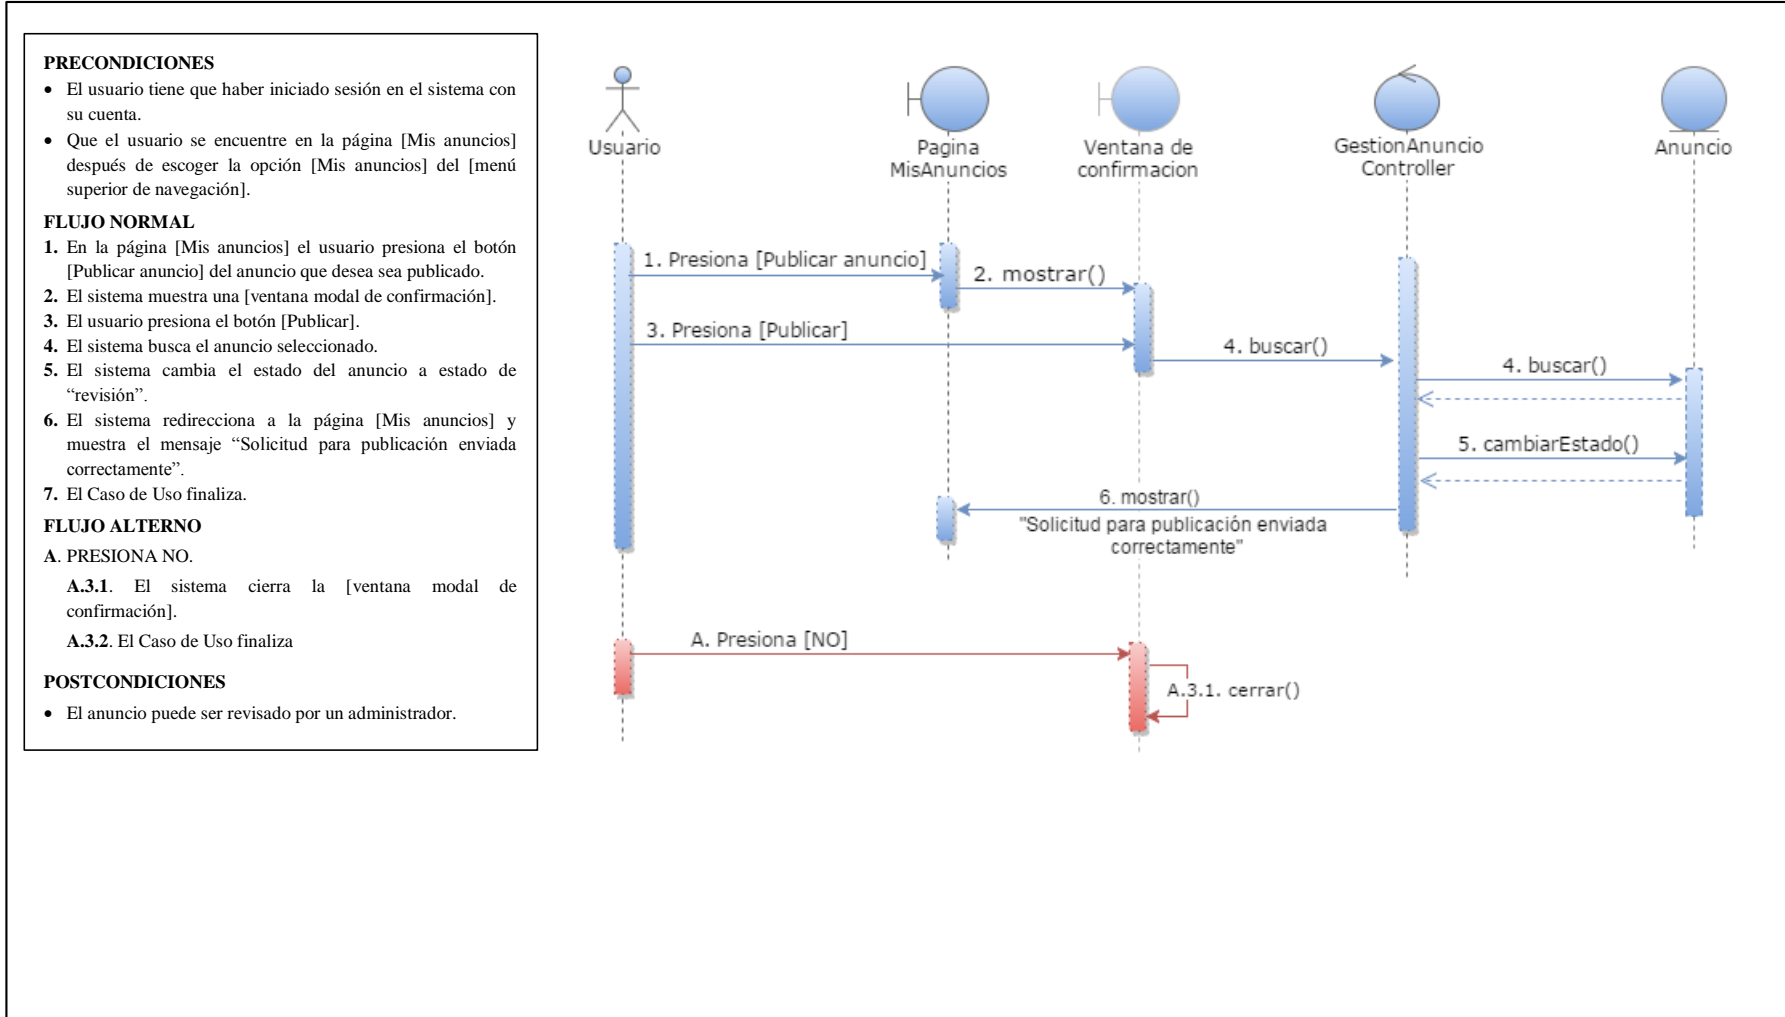 PRECONDICIONES
• El usuario tiene que haber iniciado sesión en el sistema con
su cuenta.
• Que el usuario se encuentre en la página [Mis anuncios]
después de escoger la opción [Mis anuncios] del [menú
superior de navegación].
FLUJO NORMAL
1. En la página [Mis anuncios] el usuario presiona el botón
[Publicar anuncio] del anuncio que desea sea publicado.
2. El sistema muestra una [ventana modal de confirmación].
3. El usuario presiona el botón [Publicar].
4. El sistema busca el anuncio seleccionado.
5. El sistema cambia el estado del anuncio a estado de
“revisión”.
6. El sistema redirecciona a la página [Mis anuncios] y
muestra el mensaje “Solicitud para publicación enviada
correctamente”.
7. El Caso de Uso finaliza.
FLUJO ALTERNO
A. PRESIONA NO.
A.3.1. El sistema cierra la [ventana modal de
confirmación].
A.3.2. El Caso de Uso finaliza
POSTCONDICIONES
• El anuncio puede ser revisado por un administrador.
Usuario
Pagina
MisAnuncios
Ventana de
confirmacion
GestionAnuncio
Controller
Anuncio
1. Presiona [Publicar anuncio]
2. mostrar()
3. Presiona [Publicar]
4. buscar()
4. buscar()
5. cambiarEstado()
6. mostrar()
"Solicitud para publicación enviada
correctamente"
A. Presiona [NO]
A.3.1. cerrar()